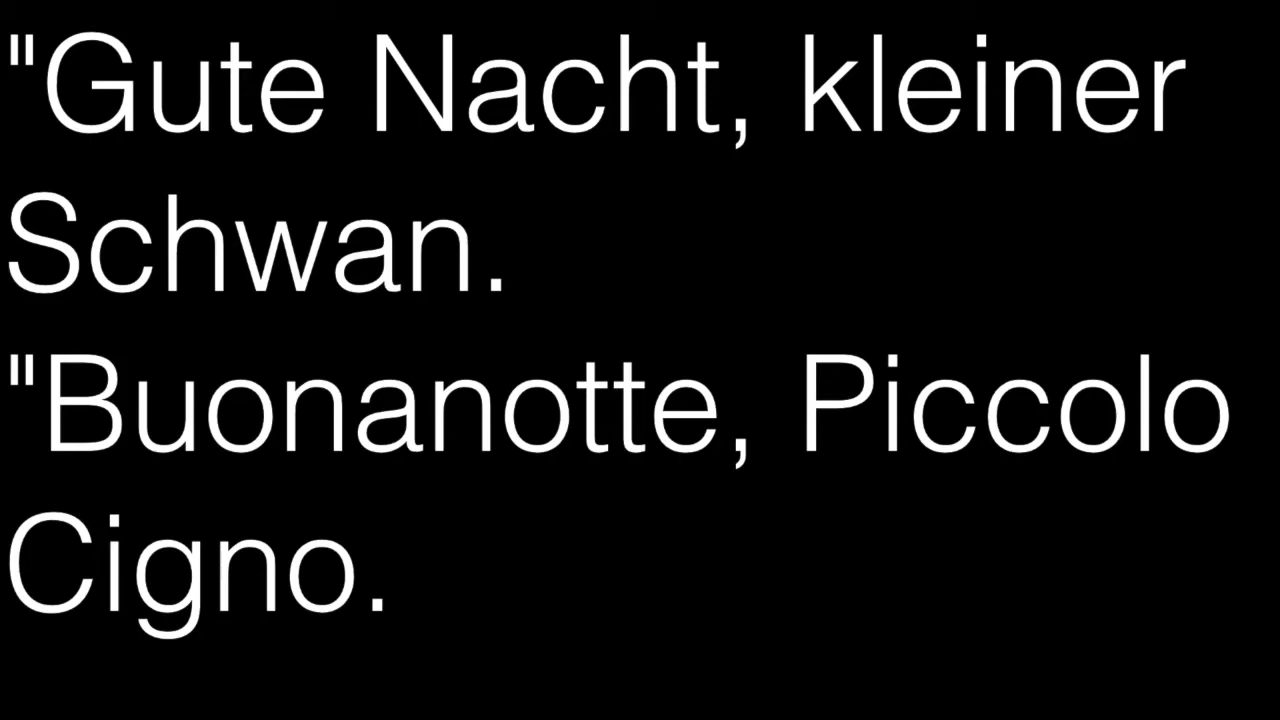 "Gute Nacht, kleiner
Schwan.
"Buonanotte, Piccolo
Cigno.